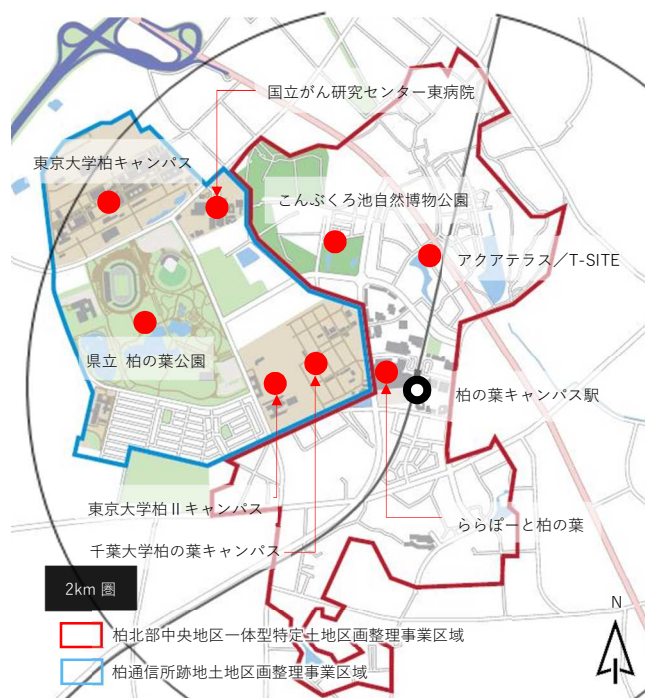 国立がん研究センター東病院
東京大学柏キャンパス
こんぶくろ池自然博物公園
アクアテラス／T-SITE
県立 柏の葉公園
柏の葉キャンパス駅
東京大学柏Ⅱキャンパス
ららぽーと柏の葉
千葉大学柏の葉キャンパス
2km 圏
N
柏北部中央地区一体型特定土地区画整理事業区域
柏通信所跡地土地区画整理事業区域